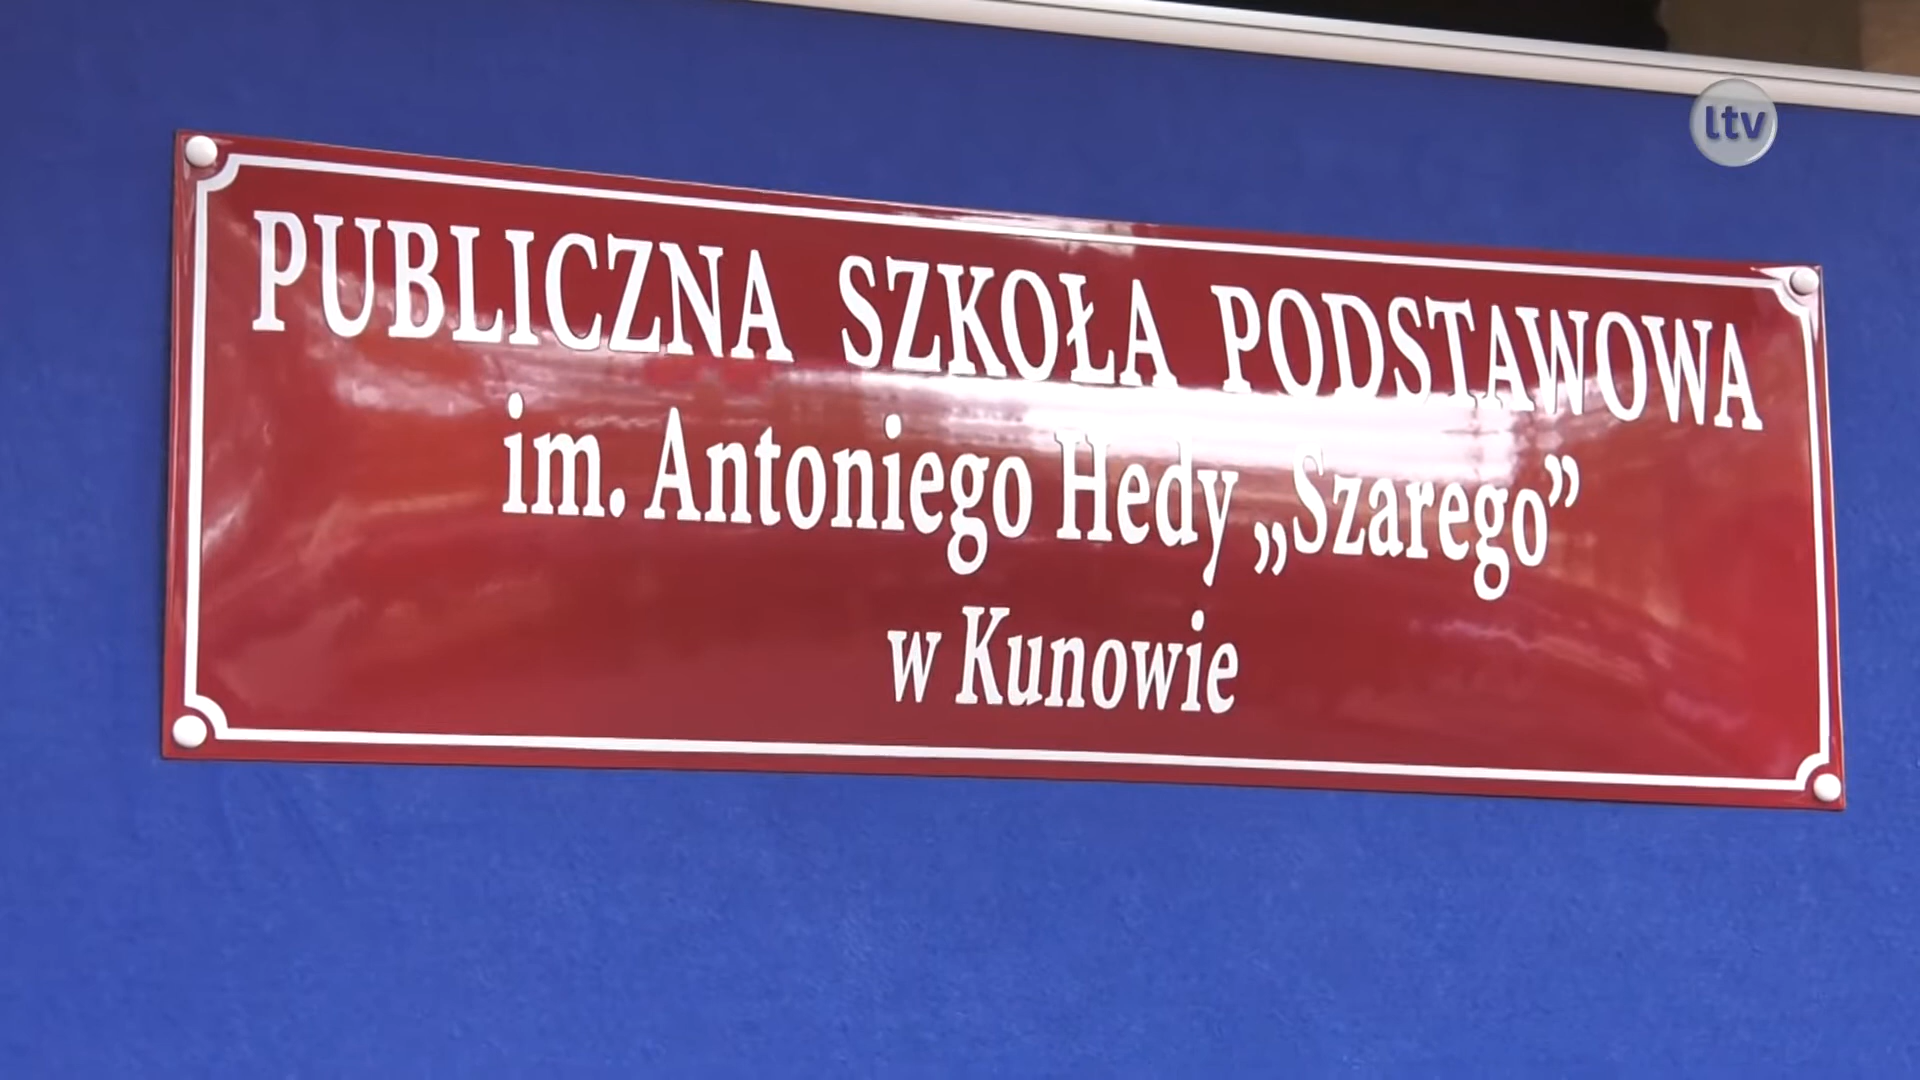 ltv
PUBLICZNA SZKOŁA PODSTAWOWA
im. Antoniego Hedy „Szarego”
w Kunowie